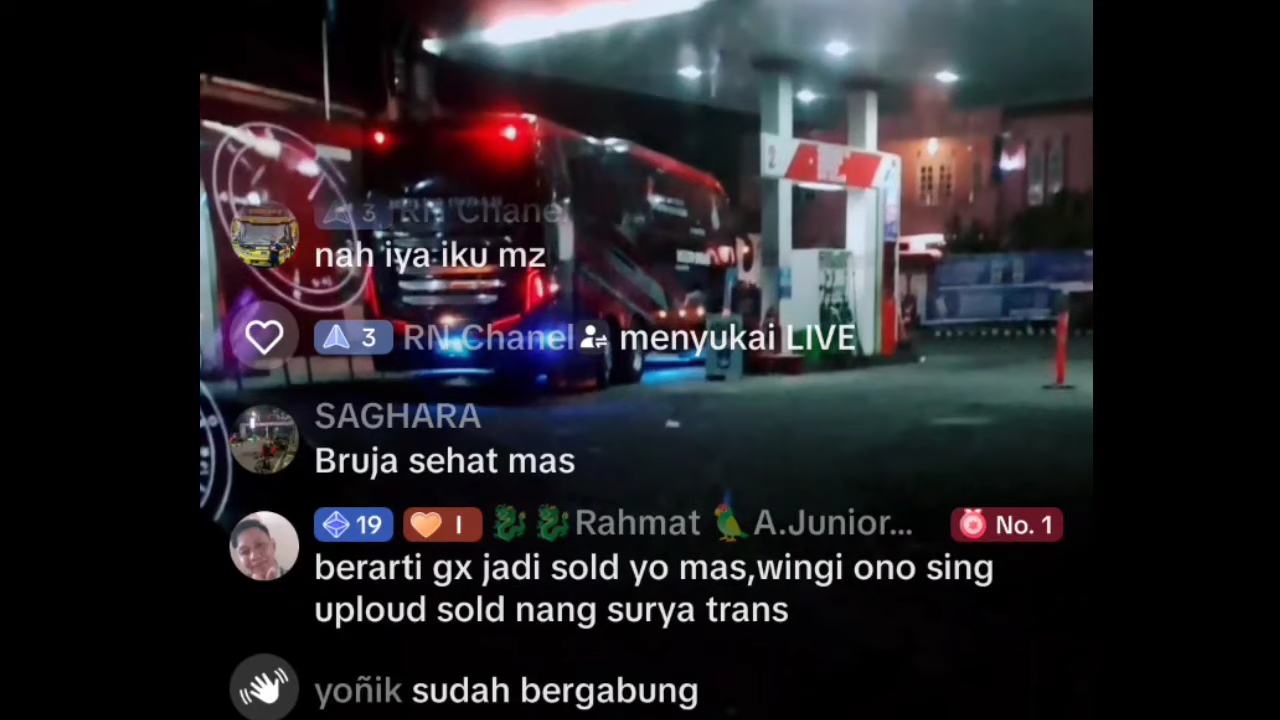 3 RN Chanel
nah iya iku mz
3 RN Chanel menyukai LIVE
SAGHARA
Bruja sehat mas
19 I 🐉🐉Rahmat 🦜A.Junior... No. 1
berarti gx jadi sold yo mas,wingi ono sing
uploud sold nang surya trans
yoñik sudah bergabung